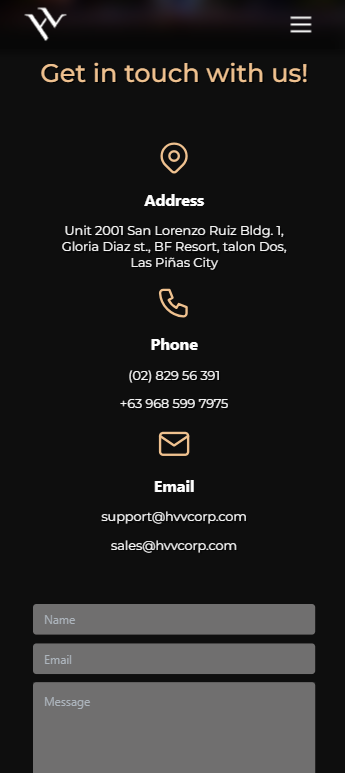 Get in touch with us!
Address
Unit 2001 San Lorenzo Ruiz Bldg. 1,
Gloria Diaz st., BF Resort, talon Dos,
Las Piñas City
Phone
(02) 829 56 391
+63 968 599 7975
Email
support@hvvcorp.com
sales@hvvcorp.com
Name
Email
Message